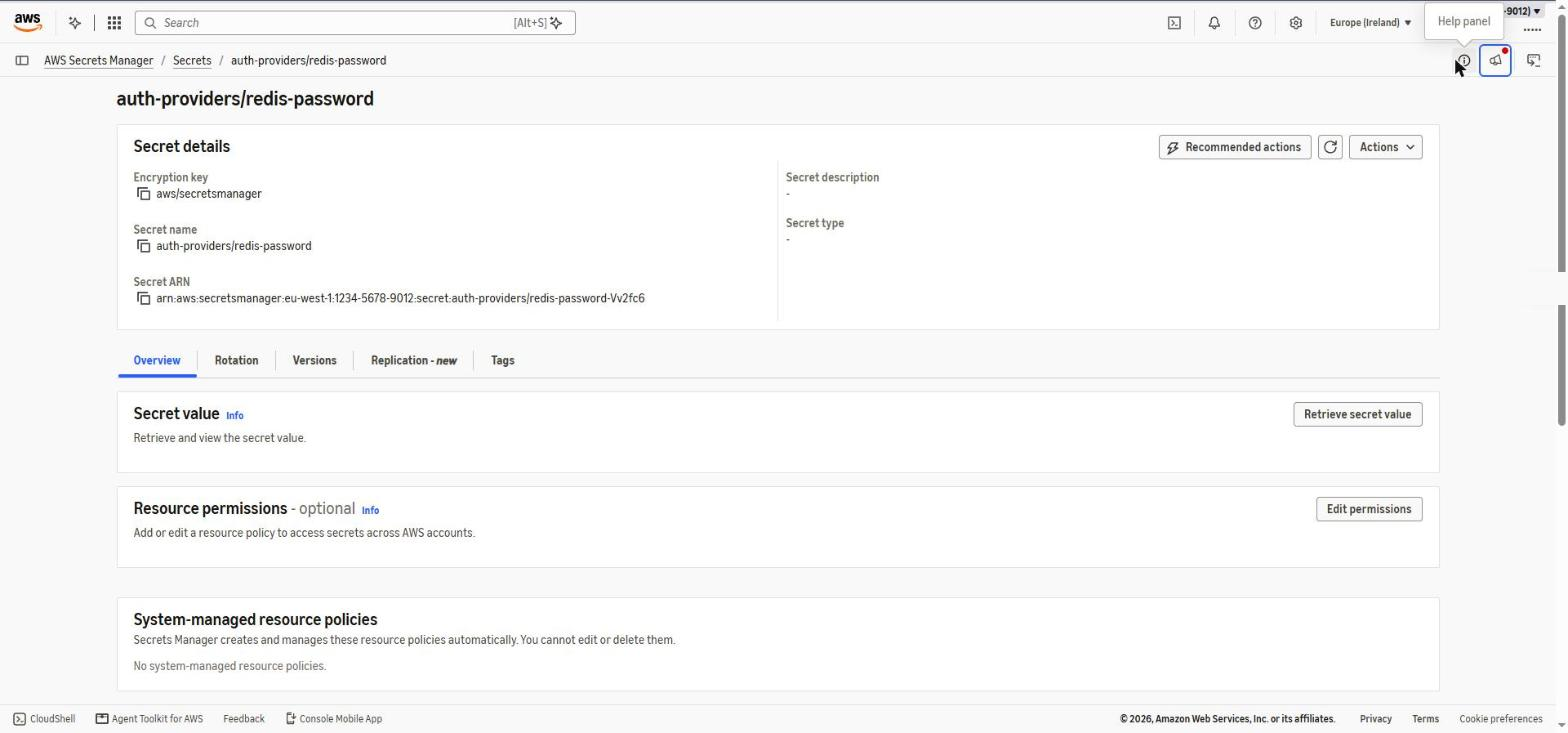 aws
Search
[Alt+S]
Europe (Ireland)
Help panel
-9012)
AWS Secrets Manager / Secrets / auth-providers/redis-password
auth-providers/redis-password
Secret details
Recommended actions
Actions
Encryption key
aws/secretsmanager
Secret description
-
Secret name
auth-providers/redis-password
Secret type
-
Secret ARN
arn:aws:secretsmanager:eu-west-1:1234-5678-9012:secret:auth-providers/redis-password-Vv2fc6
Overview
Rotation
Versions
Replication - new
Tags
Secret value Info
Retrieve secret value
Retrieve and view the secret value.
Resource permissions - optional Info
Edit permissions
Add or edit a resource policy to access secrets across AWS accounts.
System-managed resource policies
Secrets Manager creates and manages these resource policies automatically. You cannot edit or delete them.
No system-managed resource policies.
CloudShell
Agent Toolkit for AWS
Feedback
Console Mobile App
© 2026, Amazon Web Services, Inc. or its affiliates.
Privacy
Terms
Cookie preferences